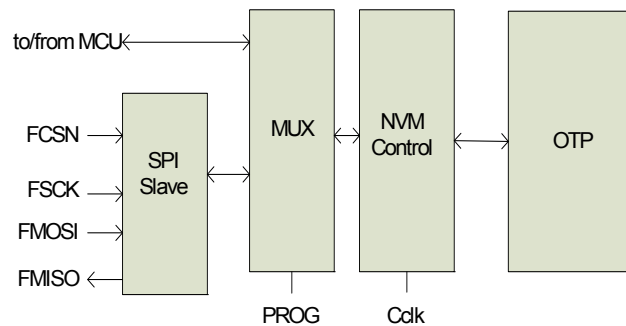 to/from MCU
FCSN
FSCK
FMOSI
FMISO
SPI
Slave
MUX
NVM
Control
OTP
PROG
Cclk